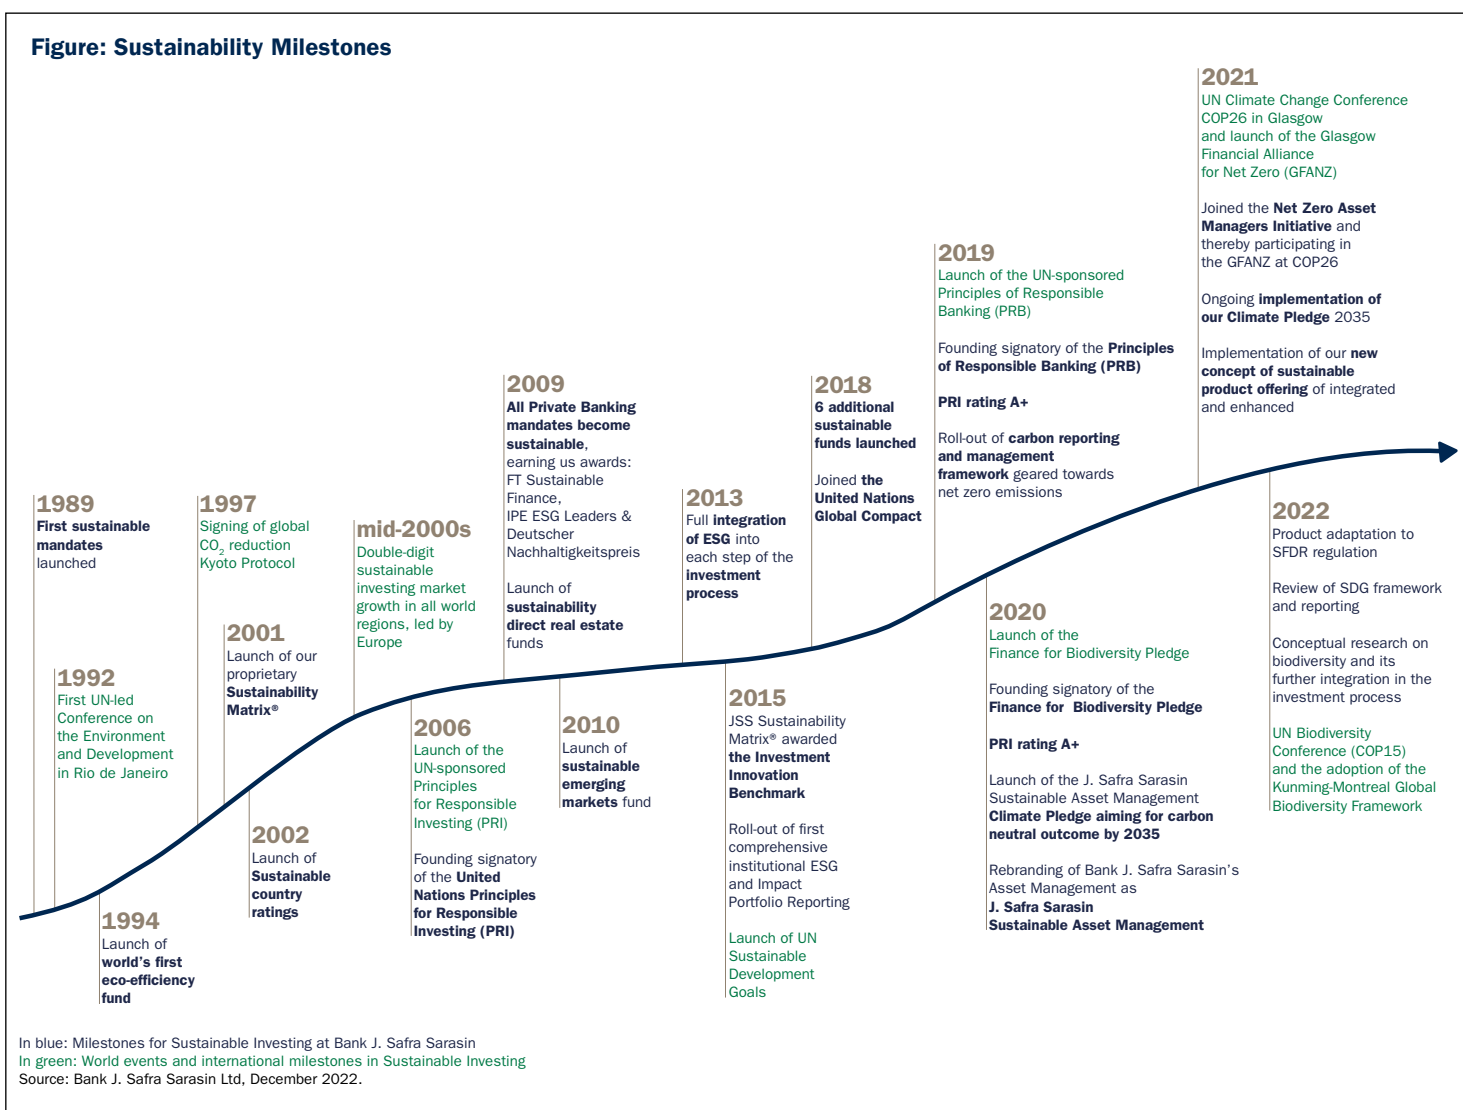 Figure: Sustainability Milestones
1989
First sustainable
mandates
launched
1992
First UN-led
Conference on
the Environment
and Development
in Rio de Janeiro
1994
Launch of
world's first
eco-efficiency
fund
1997
Signing of global
CO2 reduction
Kyoto Protocol
2001
Launch of our
proprietary
Sustainability
Matrix®
2002
Launch of
Sustainable
country
ratings
mid-2000s
Double-digit
sustainable
investing market
growth in all world
regions, led by
Europe
2006
Launch of the
UN-sponsored
Principles
for Responsible
Investing (PRI)
Founding signatory
of the United
Nations Principles
for Responsible
Investing (PRI)
2009
All Private Banking
mandates become
sustainable,
earning us awards:
FT Sustainable
Finance,
IPE ESG Leaders &
Deutscher
Nachhaltigkeitspreis
Launch of
sustainability
direct real estate
funds
2010
Launch of
sustainable
emerging
markets fund
2013
Full integration
of ESG into
each step of the
investment
process
2015
JSS Sustainability
Matrix® awarded
the Investment
Innovation
Benchmark
Roll-out of first
comprehensive
institutional ESG
and Impact
Portfolio Reporting
Launch of UN
Sustainable
Development
Goals
2018
6 additional
sustainable
funds launched
Joined the
United Nations
Global Compact
2019
Launch of the UN-sponsored
Principles of Responsible
Banking (PRB)
Founding signatory of the Principles
of Responsible Banking (PRB)
PRI rating A+
Roll-out of carbon reporting
and management
framework geared towards
net zero emissions
2020
Launch of the
Finance for Biodiversity Pledge
Founding signatory of the
Finance for Biodiversity Pledge
PRI rating A+
Launch of the J. Safra Sarasin
Sustainable Asset Management
Climate Pledge aiming for carbon
neutral outcome by 2035
Rebranding of Bank J. Safra Sarasin's
Asset Management as
J. Safra Sarasin
Sustainable Asset Management
2021
UN Climate Change Conference
COP26 in Glasgow
and launch of the Glasgow
Financial Alliance
for Net Zero (GFANZ)
Joined the Net Zero Asset
Managers Initiative and
thereby participating in
the GFANZ at COP26
Ongoing implementation of
our Climate Pledge 2035
Implementation of our new
concept of sustainable
product offering of integrated
and enhanced
2022
Product adaptation to
SFDR regulation
Review of SDG framework
and reporting
Conceptual research on
biodiversity and its
further integration in the
investment process
UN Biodiversity
Conference (COP15)
and the adoption of the
Kunming-Montreal Global
Biodiversity Framework
In blue: Milestones for Sustainable Investing at Bank J. Safra Sarasin
In green: World events and international milestones in Sustainable Investing
Source: Bank J. Safra Sarasin Ltd, December 2022.